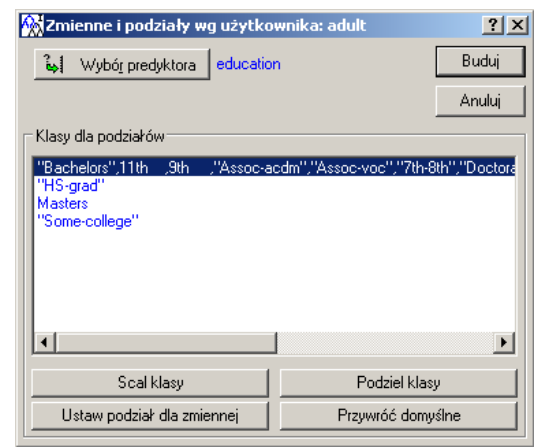 Zmienne i podziały wg użytkownika: adult
Wybór predyktora education
Buduj
Anuluj
Klasy dla podziałów
"Bachelors",11th ,9th ,"Assoc-acdm","Assoc-voc","7th-8th","Doctora
"HS-grad"
Masters
"Some-college"
Scal klasy
Podziel klasy
Ustaw podział dla zmiennej
Przywróć domyślne